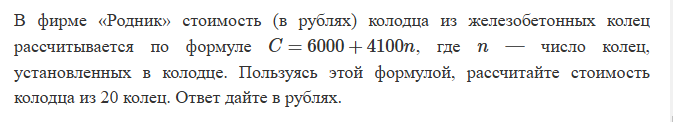 В фирме «Родник» стоимость (в рублях) колодца из железобетонных колец
рассчитывается по формуле C = 6000 + 4100n, где n — число колец,
установленных в колодце. Пользуясь этой формулой, рассчитайте стоимость
колодца из 20 колец. Ответ дайте в рублях.